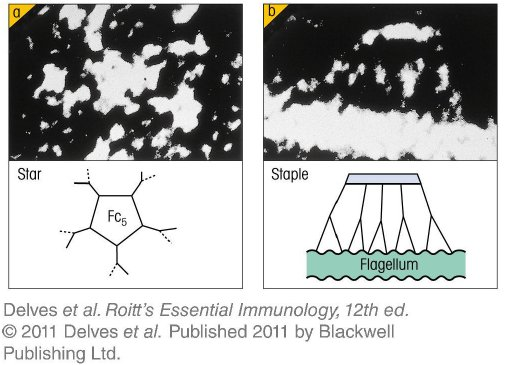 a
b
Star
Fc5
Staple
Flagellum
Delves et al. Roitt's Essential Immunology, 12th ed.
© 2011 Delves et al. Published 2011 by Blackwell
Publishing Ltd.